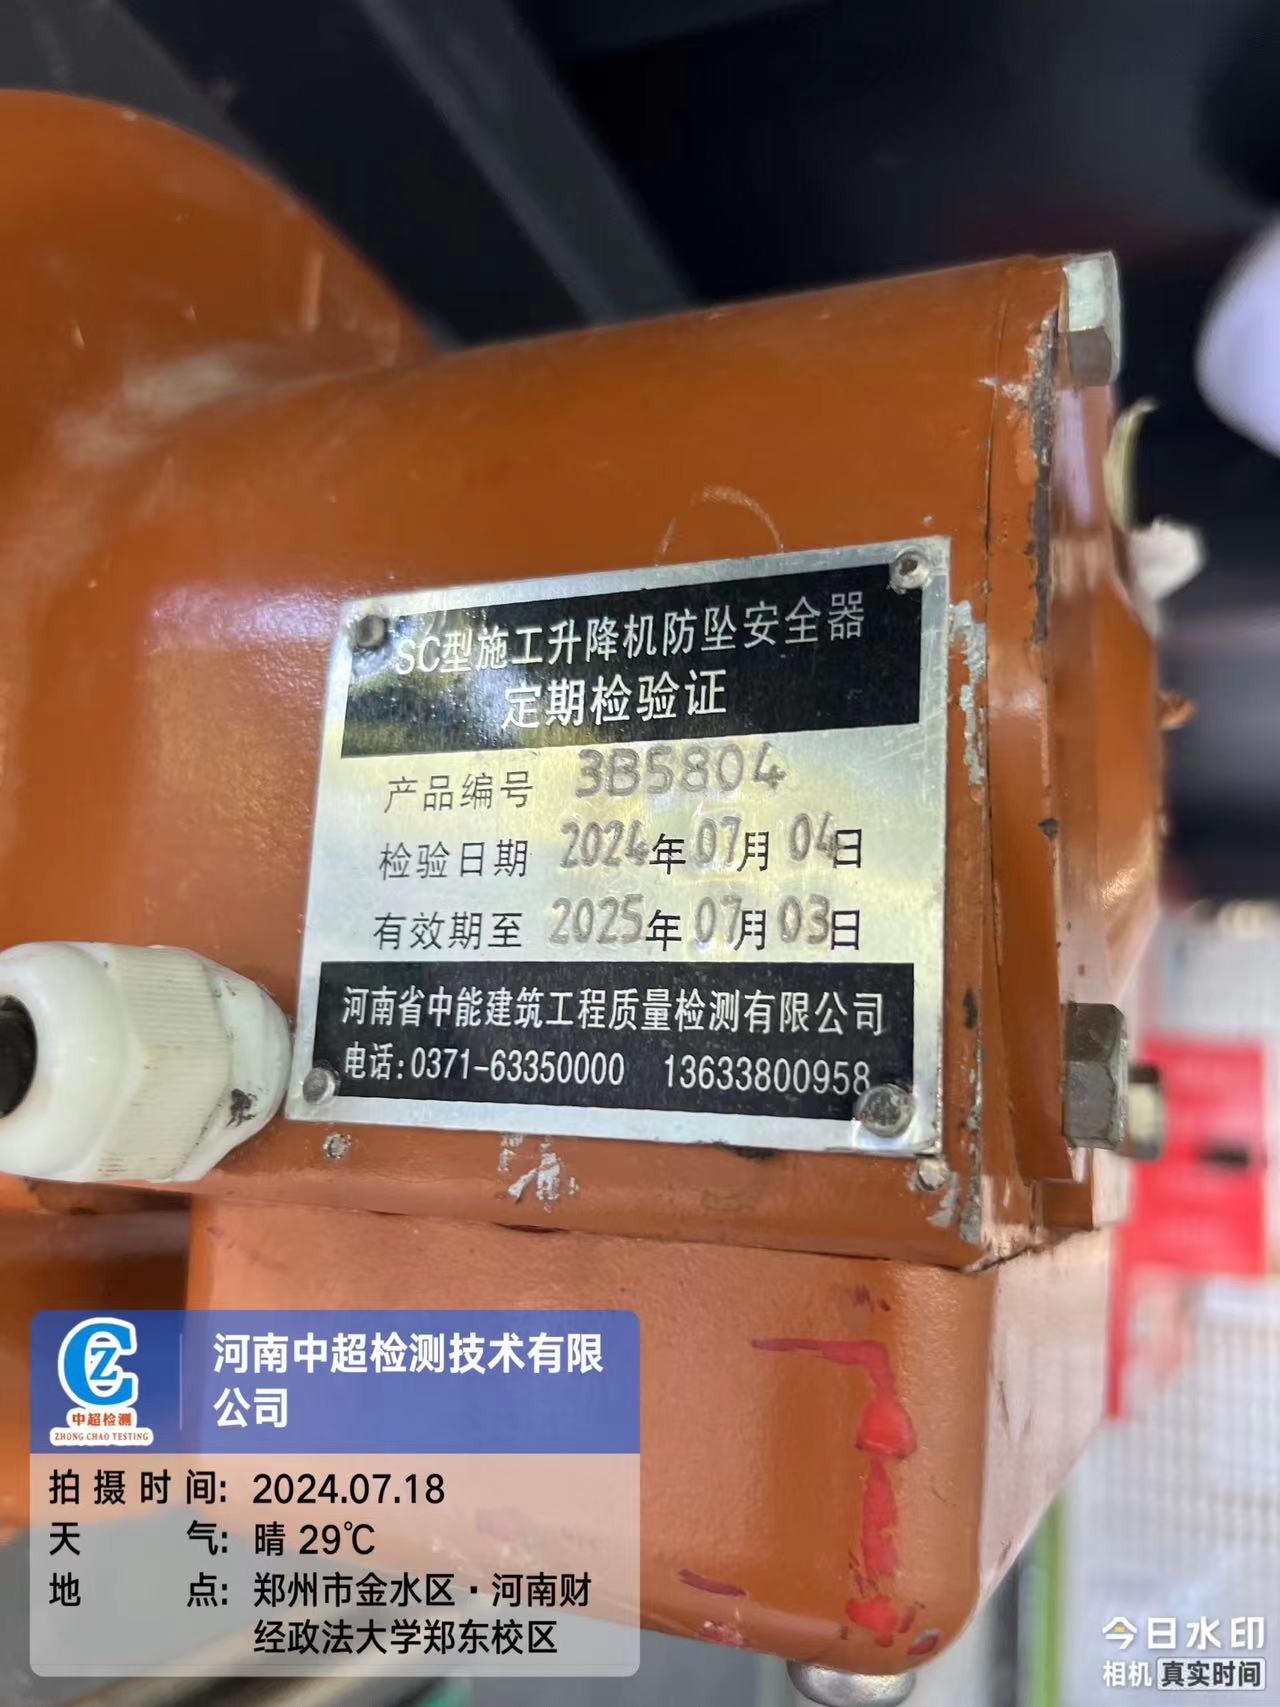 SC型施工升降机防坠安全器
定期检验证
产品编号 3B5804
检验日期 2024年07月04日
有效期至 2025年07月03日
河南省中能建筑工程质量检测有限公司
电话:0371-63350000 13633800958
中超检测
ZHONG CHAO TESTING
河南中超检测技术有限
公司
拍摄时间: 2024.07.18
天气: 晴 29℃
地点: 郑州市金水区·河南财
经政法大学郑东校区
今日水印
相机 真实时间